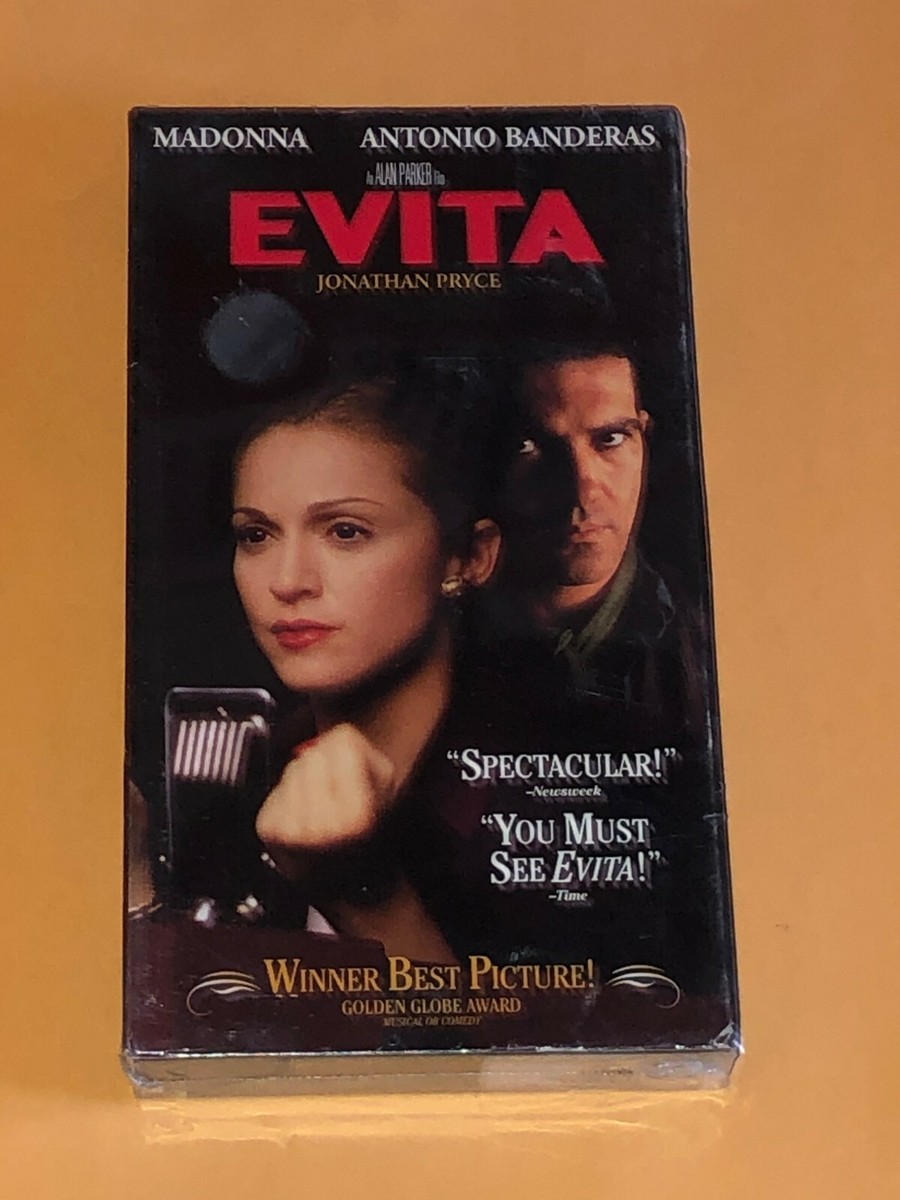 MADONNA ANTONIO BANDERAS
An ALAN PARKER Film
EVITA
JONATHAN PRYCE
“SPECTACULAR!”
–Newsweek
“YOU MUST
SEE EVITA!”
–Time
WINNER BEST PICTURE!
GOLDEN GLOBE AWARD
MUSICAL OR COMEDY